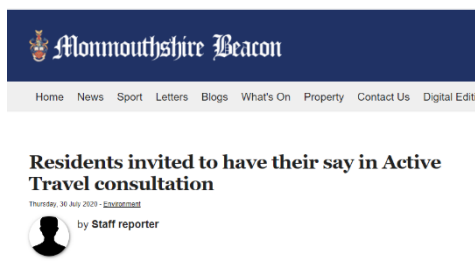 Monmouthshire Beacon
Home News Sport Letters Blogs What's On Property Contact Us Digital Editi
Residents invited to have their say in Active
Travel consultation
Thursday, 30 July 2020 - Environment
by Staff reporter